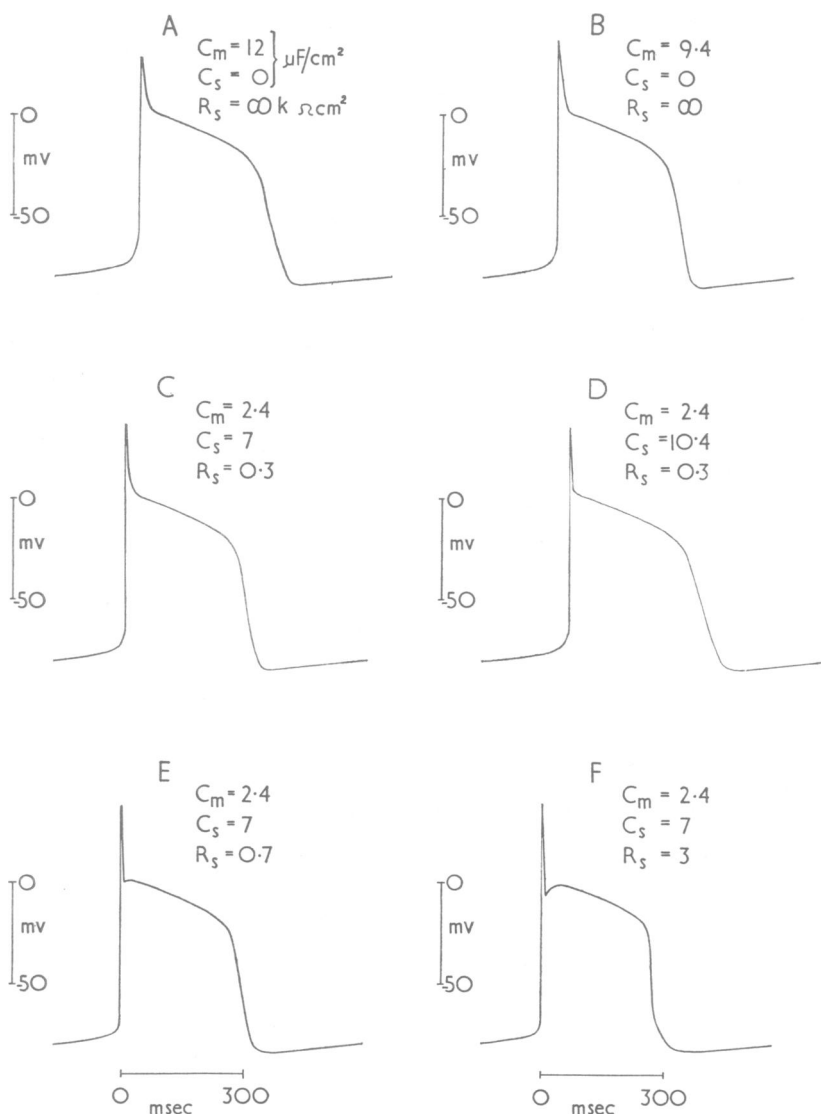 A
Cm = 12 } μF/cm²
Cs = 0
Rs = ∞ k Ωcm²
0
mv
-50
B
Cm = 9·4
Cs = 0
Rs = ∞
0
mv
-50
C
Cm = 2·4
Cs = 7
Rs = 0·3
0
mv
-50
D
Cm = 2·4
Cs = 10·4
Rs = 0·3
0
mv
-50
E
Cm = 2·4
Cs = 7
Rs = 0·7
0
mv
-50
0 300
msec
F
Cm = 2·4
Cs = 7
Rs = 3
0
mv
-50
0 300
msec